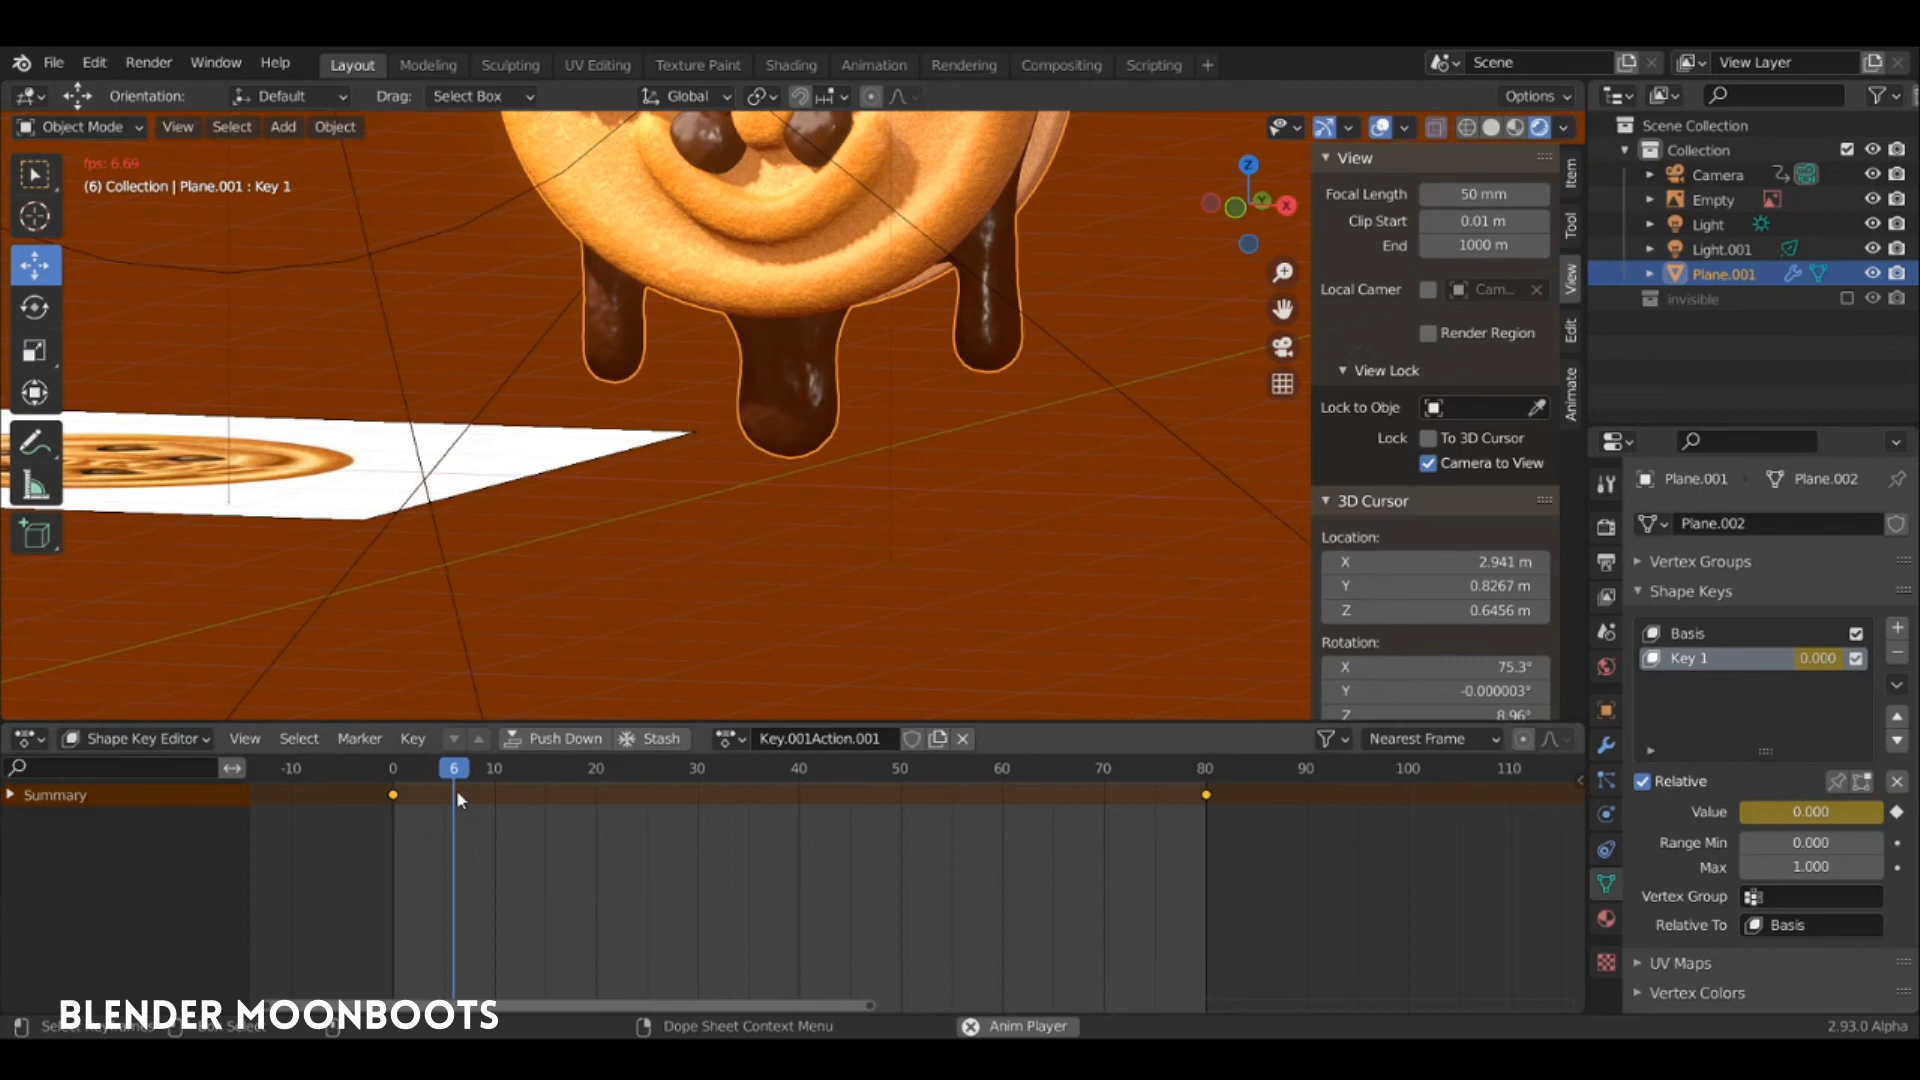 File Edit Render Window Help Layout Modeling Sculpting UV Editing Texture Paint Shading Animation Rendering Compositing Scripting + Scene View Layer
Orientation: Default Drag: Select Box Global Options
Object Mode View Select Add Object
fps: 6.69
(6) Collection | Plane.001 : Key 1
Z
Y
X
View
Focal Length 50 mm
Clip Start 0.01 m
End 1000 m
Local Camer Cam...
Render Region
View Lock
Lock to Obje
Lock To 3D Cursor
Camera to View
3D Cursor
Location:
X 2.941 m
Y 0.8267 m
Z 0.6456 m
Rotation:
X 75.3°
Y -0.000003°
Z 8.96°
Item
Tool
View
Edit
Animate
Scene Collection
Collection
Camera
Empty
Light
Light.001
Plane.001
invisible
Plane.001 Plane.002
Plane.002
Vertex Groups
Shape Keys
Basis
Key 1 0.000
Relative
Value 0.000
Range Min 0.000
Max 1.000
Vertex Group
Relative To Basis
UV Maps
Vertex Colors
Shape Key Editor View Select Marker Key Push Down Stash Key.001Action.001 Nearest Frame
-10 0 6 10 20 30 40 50 60 70 80 90 100 110
Summary
BLENDER MOONBOOTS
Dope Sheet Context Menu Anim Player 2.93.0 Alpha